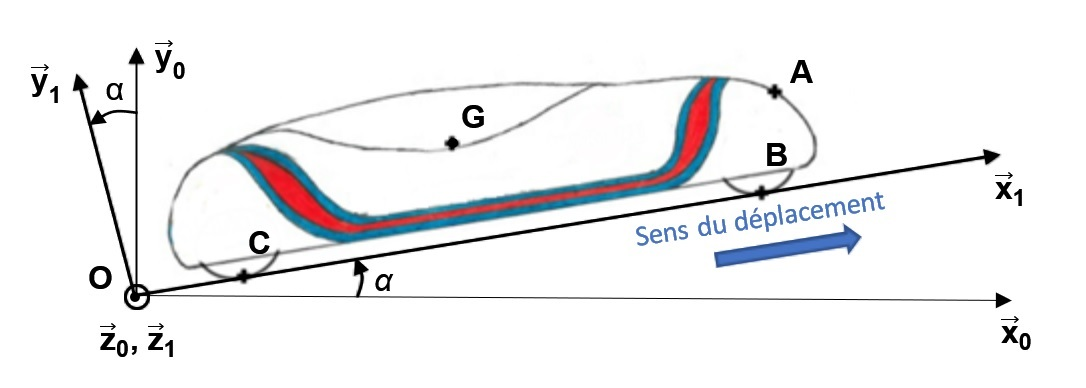 y⃗₀
y⃗₁
α
A
G
B
x⃗₁
Sens du déplacement
C
O
α
z⃗₀, z⃗₁
x⃗₀